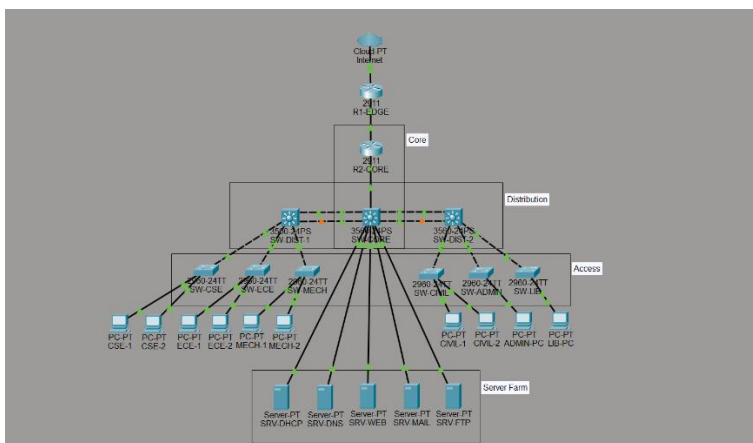 Cloud-PT
Internet
2911
R1-EDGE
Core
2911
R2-CORE
Distribution
3560-24PS
SW-DIST-1
3560-24PS
SW-CORE
3560-24PS
SW-DIST-2
Access
2960-24TT
SW-CSE
2960-24TT
SW-ECE
2960-24TT
SW-MECH
2960-24TT
SW-CIVIL
2960-24TT
SW-ADMIN
2960-24TT
SW-LIB
PC-PT
CSE-1
PC-PT
CSE-2
PC-PT
ECE-1
PC-PT
ECE-2
PC-PT
MECH-1
PC-PT
MECH-2
PC-PT
CIVIL-1
PC-PT
CIVIL-2
PC-PT
ADMIN-PC
PC-PT
LIB-PC
Server Farm
Server-PT
SRV-DHCP
Server-PT
SRV-DNS
Server-PT
SRV-WEB
Server-PT
SRV-MAIL
Server-PT
SRV-FTP